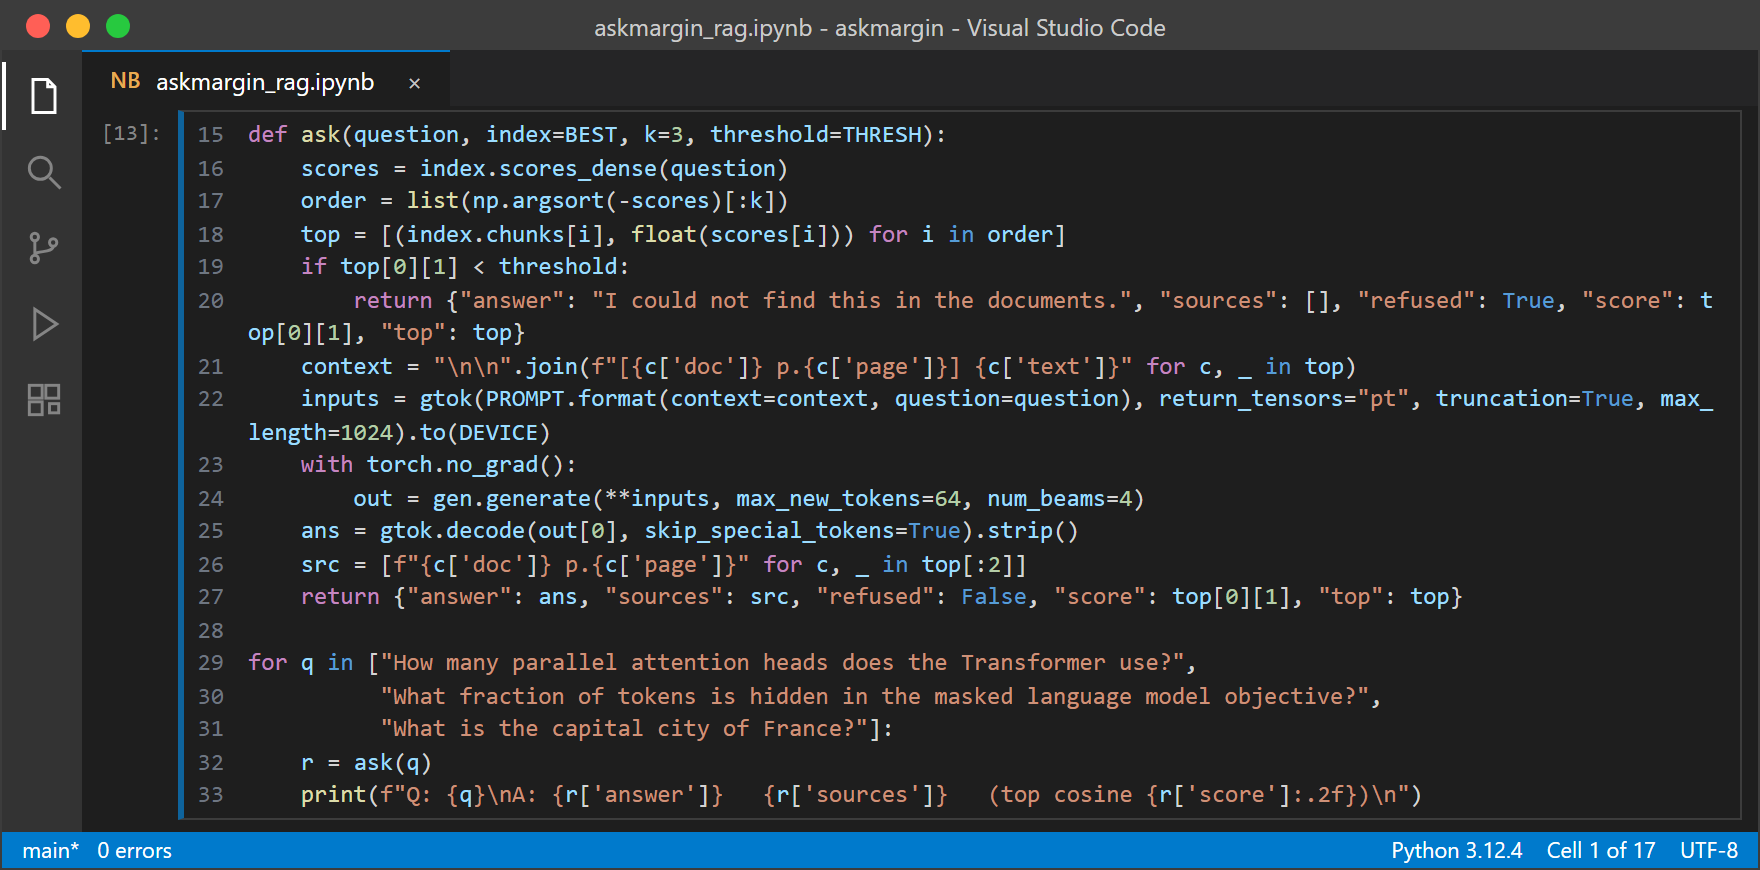 askmargin_rag.ipynb - askmargin - Visual Studio Code
NB askmargin_rag.ipynb ×
[13]:
15 def ask(question, index=BEST, k=3, threshold=THRESH):
16     scores = index.scores_dense(question)
17     order = list(np.argsort(-scores)[:k])
18     top = [(index.chunks[i], float(scores[i])) for i in order]
19     if top[0][1] < threshold:
20         return {"answer": "I could not find this in the documents.", "sources": [], "refused": True, "score": t
op[0][1], "top": top}
21     context = "\n\n".join(f"[{c['doc']} p.{c['page']}] {c['text']}" for c, _ in top)
22     inputs = gtok(PROMPT.format(context=context, question=question), return_tensors="pt", truncation=True, max_
length=1024).to(DEVICE)
23     with torch.no_grad():
24         out = gen.generate(**inputs, max_new_tokens=64, num_beams=4)
25     ans = gtok.decode(out[0], skip_special_tokens=True).strip()
26     src = [f"{c['doc']} p.{c['page']}" for c, _ in top[:2]]
27     return {"answer": ans, "sources": src, "refused": False, "score": top[0][1], "top": top}
28
29 for q in ["How many parallel attention heads does the Transformer use?",
30           "What fraction of tokens is hidden in the masked language model objective?",
31           "What is the capital city of France?"]:
32     r = ask(q)
33     print(f"Q: {q}\nA: {r['answer']}   {r['sources']}   (top cosine {r['score']:.2f})\n")
main* 0 errors Python 3.12.4 Cell 1 of 17 UTF-8